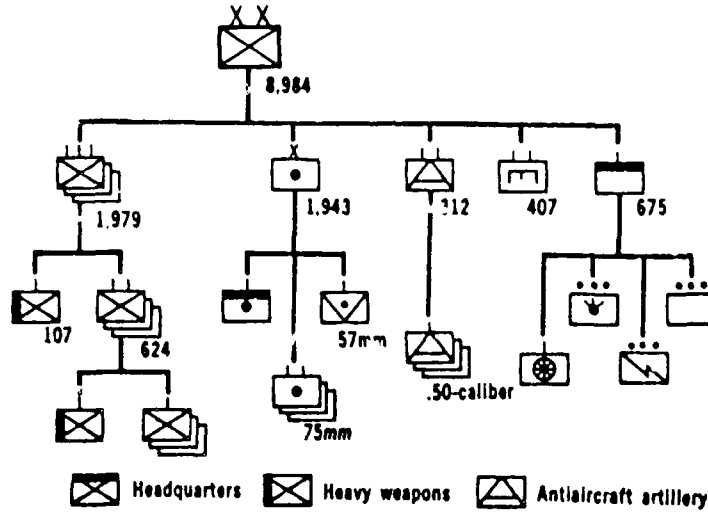 8,984
1,979
1,943
312
407
675
107
624
57mm
.50-caliber
75mm
Headquarters Heavy weapons Antiaircraft artillery